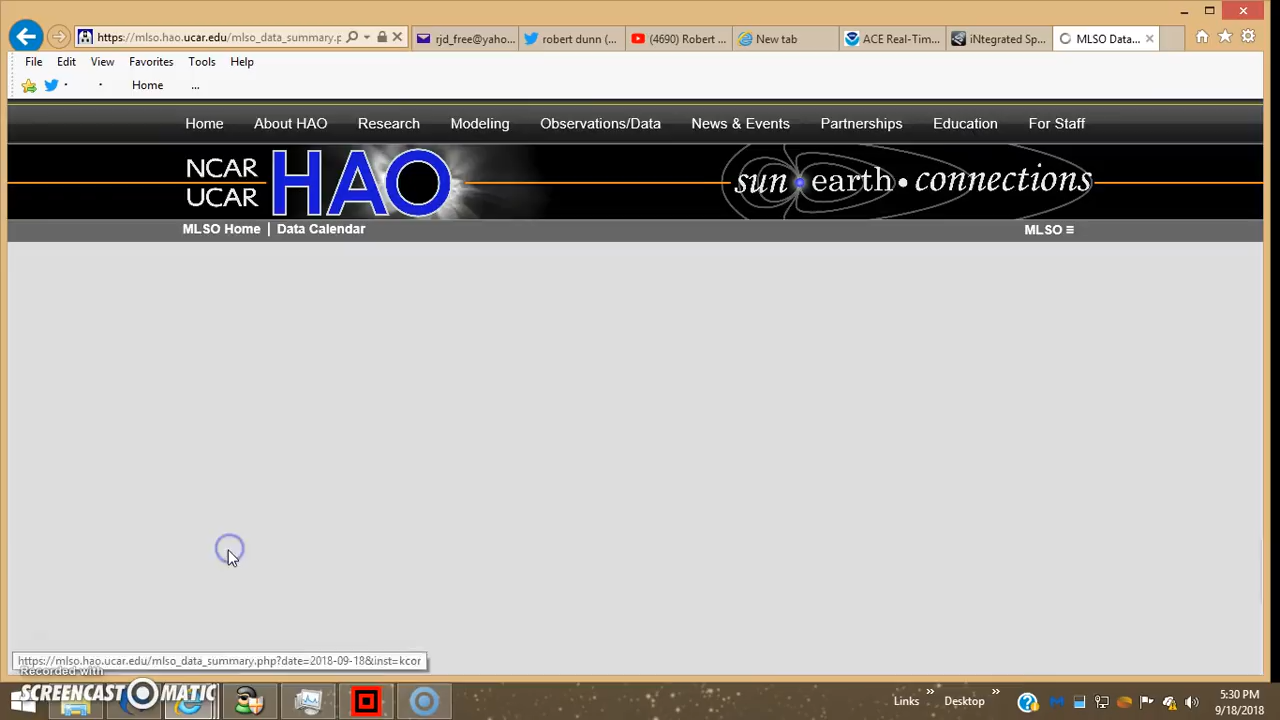 https://mlso.hao.ucar.edu/mlso_data_summary.p
rjd_free@yaho...
robert dunn (...
(4690) Robert ...
New tab
ACE Real-Tim...
iNtegrated Sp...
MLSO Data...
File Edit View Favorites Tools Help
Home ...
Home About HAO Research Modeling Observations/Data News & Events Partnerships Education For Staff
NCAR
UCAR
HAO
sun • earth • connections
MLSO Home | Data Calendar
MLSO ≡
https://mlso.hao.ucar.edu/mlso_data_summary.php?date=2018-09-18&inst=kcor
Recorded with
SCREENCAST MATIC
Links » Desktop »
5:30 PM
9/18/2018